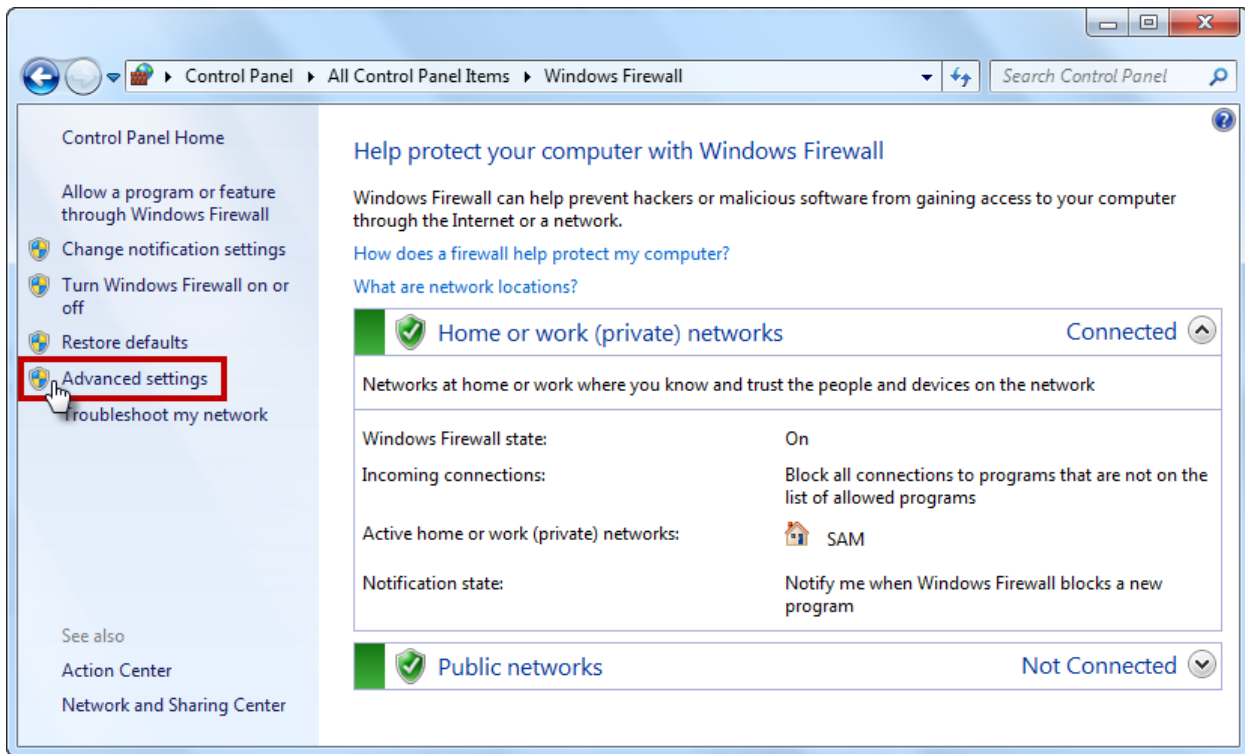 Control Panel
All Control Panel Items
Windows Firewall
Search Control Panel
Control Panel Home
Allow a program or feature
through Windows Firewall
Change notification settings
Turn Windows Firewall on or
off
Restore defaults
Advanced settings
Troubleshoot my network
See also
Action Center
Network and Sharing Center
Help protect your computer with Windows Firewall
Windows Firewall can help prevent hackers or malicious software from gaining access to your computer
through the Internet or a network.
How does a firewall help protect my computer?
What are network locations?
Home or work (private) networks
Connected
Networks at home or work where you know and trust the people and devices on the network
Windows Firewall state:
On
Incoming connections:
Block all connections to programs that are not on the
list of allowed programs
Active home or work (private) networks:
SAM
Notification state:
Notify me when Windows Firewall blocks a new
program
Public networks
Not Connected